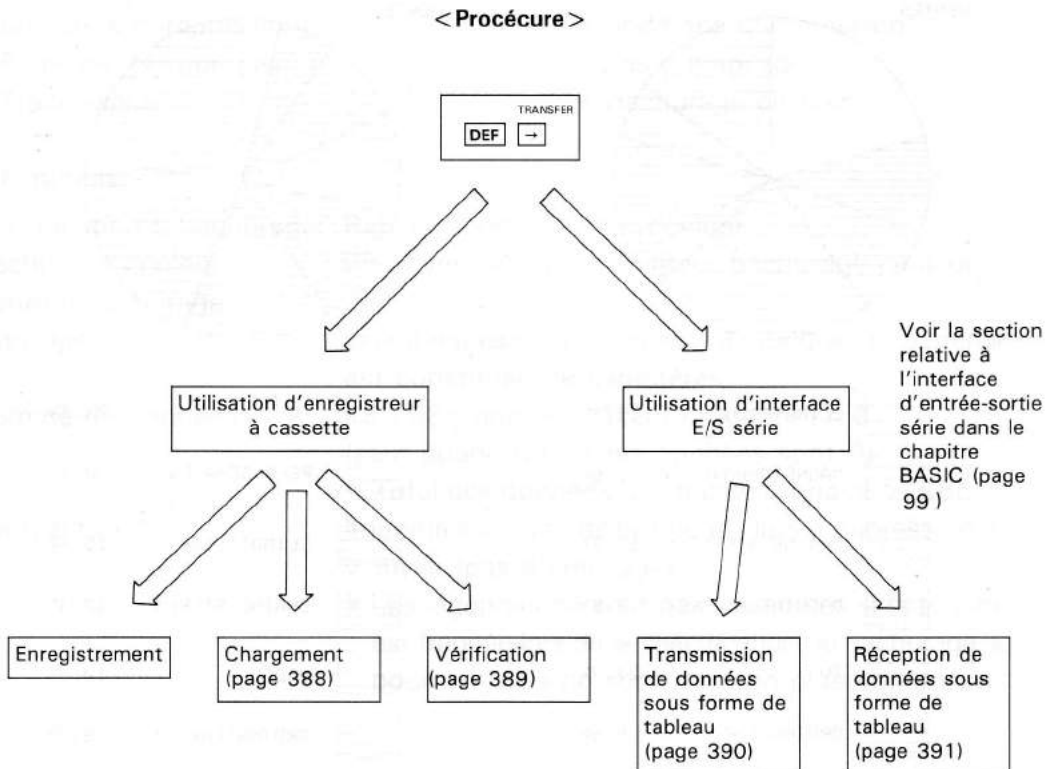 <Procécure>
TRANSFER
DEF →
Utilisation d'enregistreur
à cassette
Utilisation d'interface
E/S série
Voir la section
relative à
l'interface
d'entrée-sortie
série dans le
chapitre
BASIC (page
99 )
Enregistrement
Chargement
(page 388)
Vérification
(page 389)
Transmission
de données
sous forme de
tableau
(page 390)
Réception de
données sous
forme de
tableau
(page 391)